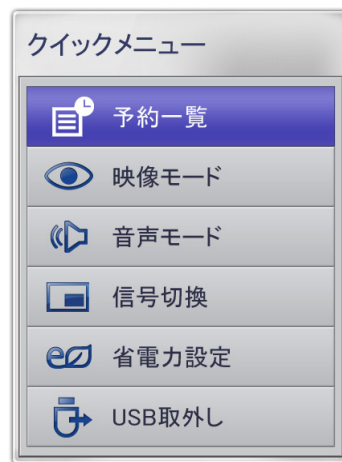 クイックメニュー
予約一覧
映像モード
音声モード
信号切換
省電力設定
USB取外し